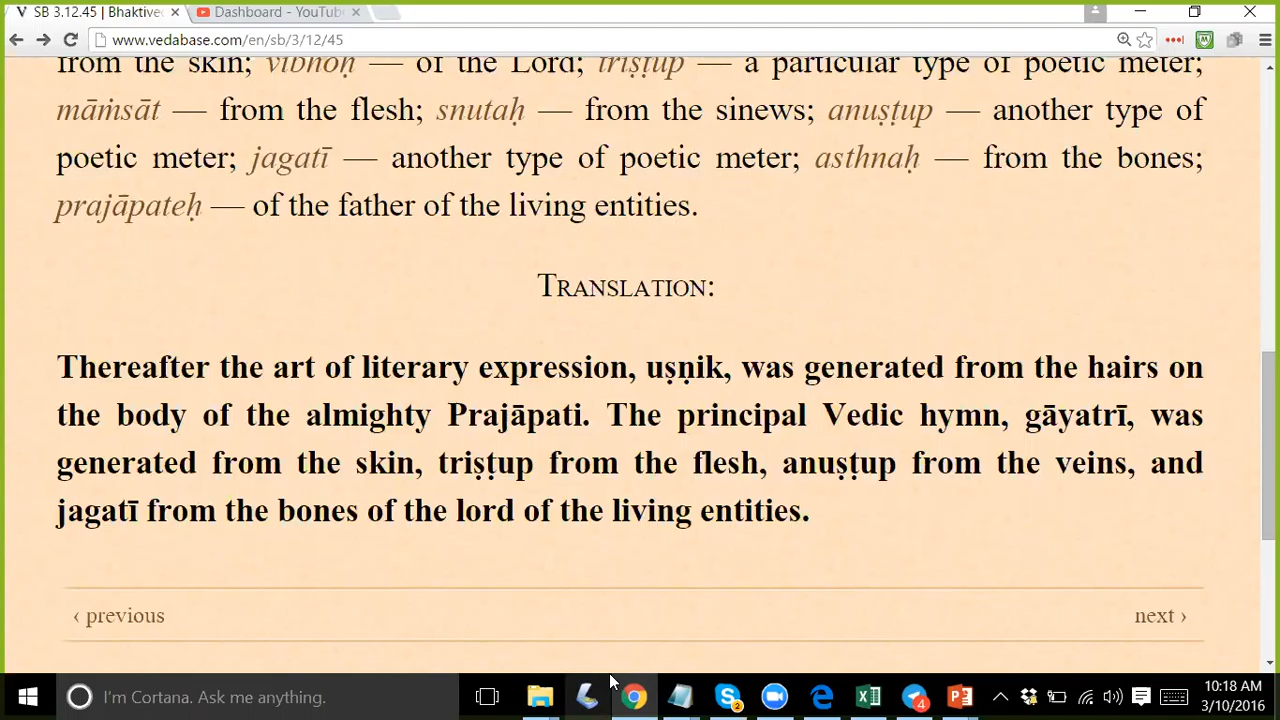 SB 3.12.45 | Bhaktived
Dashboard - YouTube
www.vedabase.com/en/sb/3/12/45
from the skin; vibhoḥ — of the Lord; triṣṭup — a particular type of poetic meter;
māṁsāt — from the flesh; snutaḥ — from the sinews; anuṣṭup — another type of
poetic meter; jagatī — another type of poetic meter; asthnaḥ — from the bones;
prajāpateḥ — of the father of the living entities.
Translation:
Thereafter the art of literary expression, uṣṇik, was generated from the hairs on
the body of the almighty Prajāpati. The principal Vedic hymn, gāyatrī, was
generated from the skin, triṣṭup from the flesh, anuṣṭup from the veins, and
jagatī from the bones of the lord of the living entities.
‹ previous
next ›
I'm Cortana. Ask me anything.
2
4
10:18 AM
3/10/2016